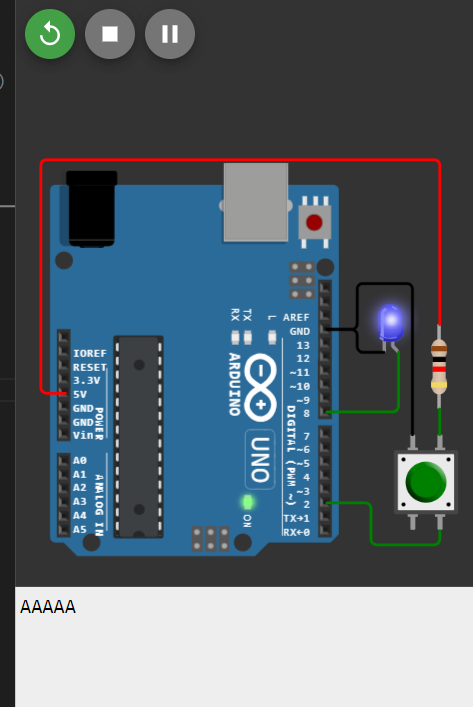 RX
TX
L
AREF
GND
13
12
~11
~10
~9
8
7
~6
~5
4
~3
2
TX→1
RX←0
DIGITAL (PWM ~)
ARDUINO
UNO
ON
IOREF
RESET
3.3V
5V
GND
GND
Vin
POWER
A0
A1
A2
A3
A4
A5
ANALOG IN
AAAAA